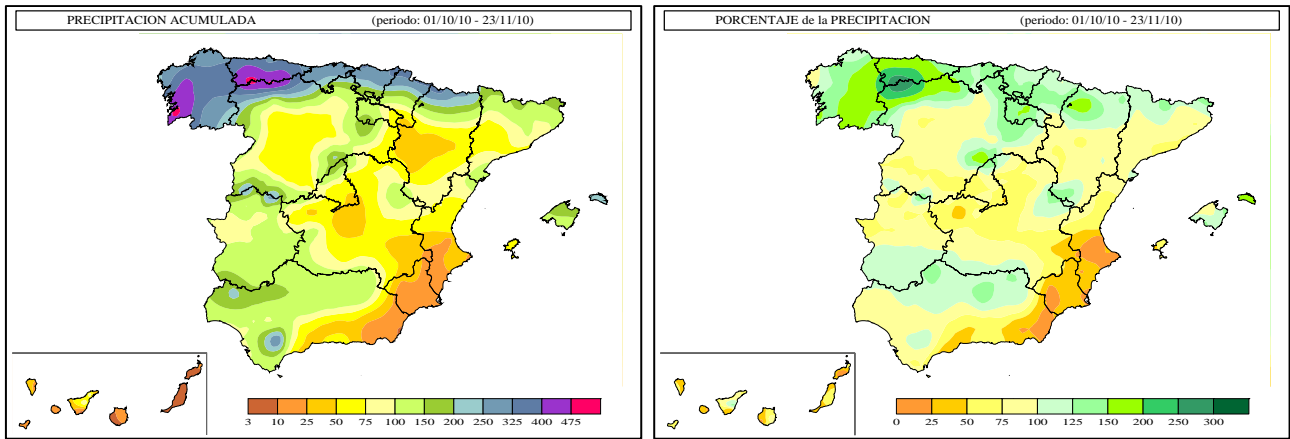 PRECIPITACION ACUMULADA (periodo: 01/10/10 - 23/11/10)
3 10 25 50 75 100 150 200 250 325 400 475
PORCENTAJE de la PRECIPITACION (periodo: 01/10/10 - 23/11/10)
0 25 50 75 100 125 150 200 250 300